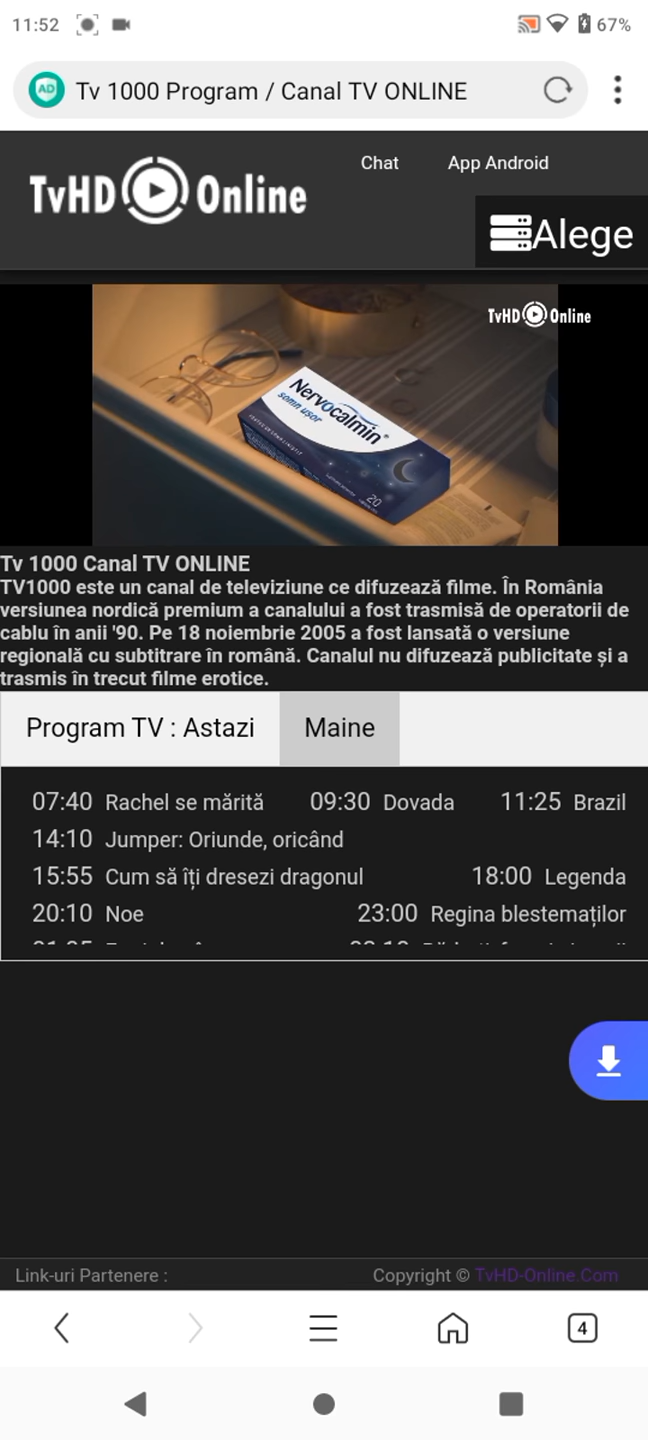 11:52
67%
AD Tv 1000 Program / Canal TV ONLINE
TvHD Online
Chat App Android
Alege
TvHD Online
Nervocalmin®
somn ușor
20
Tv 1000 Canal TV ONLINE
TV1000 este un canal de televiziune ce difuzează filme. În România
versiunea nordică premium a canalului a fost trasmisă de operatorii de
cablu în anii '90. Pe 18 noiembrie 2005 a fost lansată o versiune
regională cu subtitrare în română. Canalul nu difuzează publicitate și a
trasmis în trecut filme erotice.
Program TV : Astazi Maine
07:40 Rachel se mărită 09:30 Dovada 11:25 Brazil
14:10 Jumper: Oriunde, oricând
15:55 Cum să îți dresezi dragonul 18:00 Legenda
20:10 Noe 23:00 Regina blestemaților
Link-uri Partenere : Copyright © TvHD-Online.Com
4